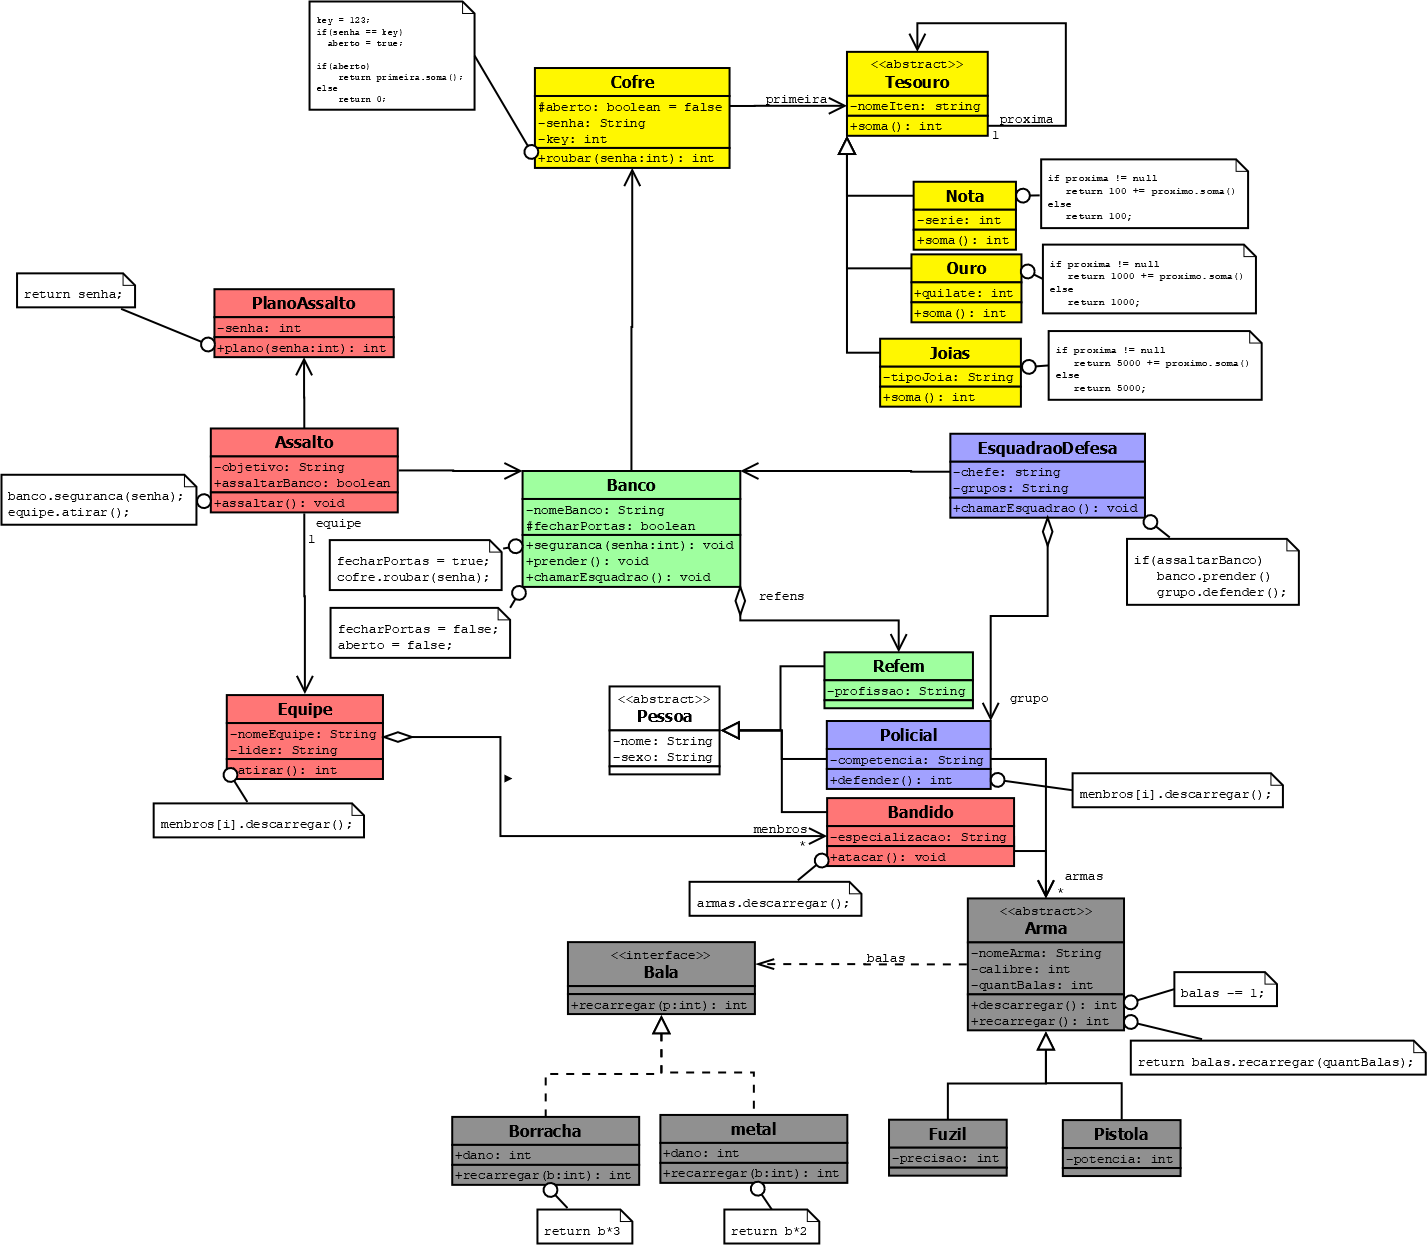 key = 123;
if(senha == key)
aberto = true;
if(aberto)
return primeira.soma();
else
return 0;
Cofre
#aberto: boolean = false
-senha: String
-key: int
+roubar(senha:int): int
primeira
<<abstract>>
Tesouro
-nomeIten: string
+soma(): int
proxima
1
Nota
-serie: int
+soma(): int
if proxima != null
return 100 += proximo.soma()
else
return 100;
Ouro
+quilate: int
+soma(): int
if proxima != null
return 1000 += proximo.soma()
else
return 1000;
Joias
-tipoJoia: String
+soma(): int
if proxima != null
return 5000 += proximo.soma()
else
return 5000;
return senha;
PlanoAssalto
-senha: int
+plano(senha:int): int
Assalto
-objetivo: String
+assaltarBanco: boolean
+assaltar(): void
banco.seguranca(senha);
equipe.atirar();
equipe
1
Banco
-nomeBanco: String
#fecharPortas: boolean
+seguranca(senha:int): void
+prender(): void
+chamarEsquadrao(): void
fecharPortas = true;
cofre.roubar(senha);
fecharPortas = false;
aberto = false;
EsquadraoDefesa
-chefe: string
-grupos: String
+chamarEsquadrao(): void
if(assaltarBanco)
banco.prender()
grupo.defender();
refens
Refem
-profissao: String
grupo
<<abstract>>
Pessoa
-nome: String
-sexo: String
Policial
-competencia: String
+defender(): int
menbros[i].descarregar();
Equipe
-nomeEquipe: String
-lider: String
atirar(): int
menbros[i].descarregar();
menbros
*
Bandido
-especializacao: String
+atacar(): void
armas.descarregar();
armas
*
<<abstract>>
Arma
-nomeArma: String
-calibre: int
-quantBalas: int
+descarregar(): int
+recarregar(): int
balas -= 1;
return balas.recarregar(quantBalas);
balas
<<interface>>
Bala
+recarregar(p:int): int
Borracha
+dano: int
+recarregar(b:int): int
return b*3
metal
+dano: int
+recarregar(b:int): int
return b*2
Fuzil
-precisao: int
Pistola
-potencia: int